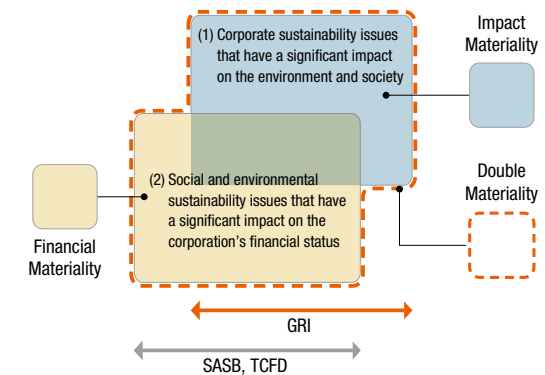 (1) Corporate sustainability issues
that have a significant impact
on the environment and society
Impact
Materiality
(2) Social and environmental
sustainability issues that have
a significant impact on the
corporation's financial status
Double
Materiality
Financial
Materiality
GRI
SASB, TCFD